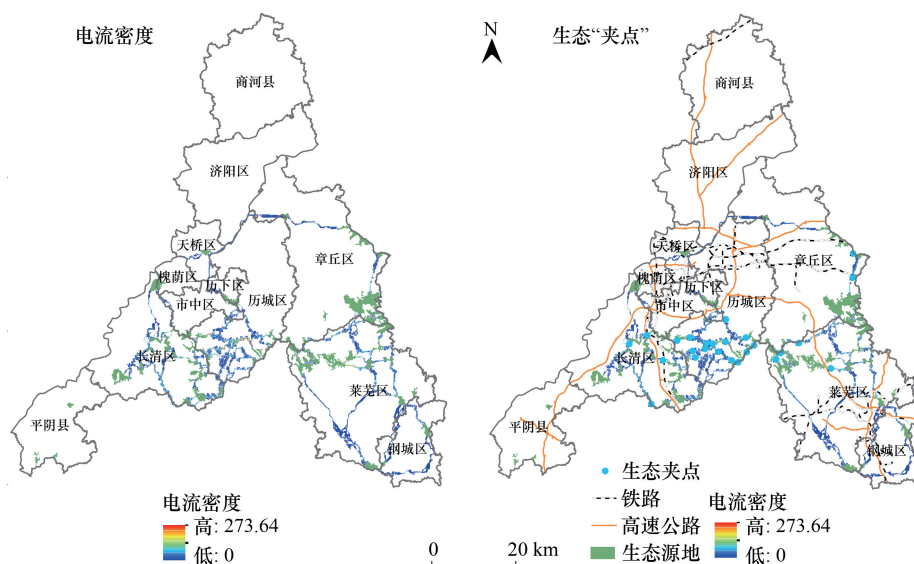 电流密度
商河县
济阳区
天桥区
槐荫区
历下区
市中区
历城区
章丘区
长清区
莱芜区
平阴县
钢城区
电流密度
高: 273.64
低: 0
N
生态“夹点”
商河县
济阳区
天桥区
槐荫区
历下区
市中区
历城区
章丘区
长清区
莱芜区
平阴县
钢城区
生态夹点
铁路
高速公路
生态源地
电流密度
高: 273.64
低: 0
0 20 km